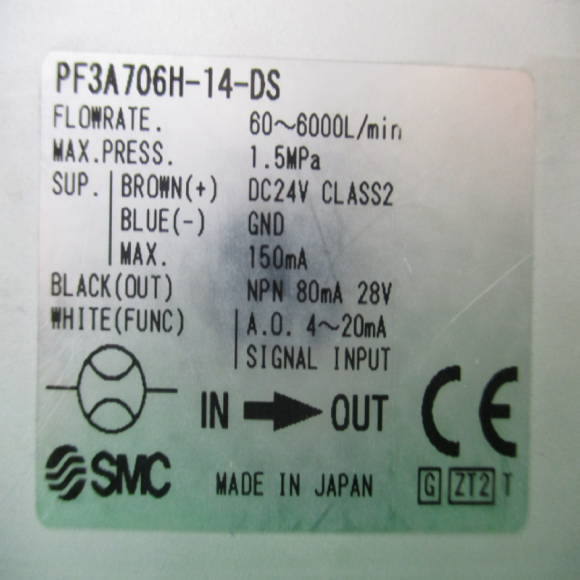 PF3A706H-14-DS
FLOWRATE. 60~6000L/min
MAX.PRESS. 1.5MPa
SUP. BROWN(+) DC24V CLASS2
BLUE(-) GND
MAX. 150mA
BLACK(OUT) NPN 80mA 28V
WHITE(FUNC) A.O. 4~20mA
SIGNAL INPUT
IN OUT CE
SMC MADE IN JAPAN G ZT2 T